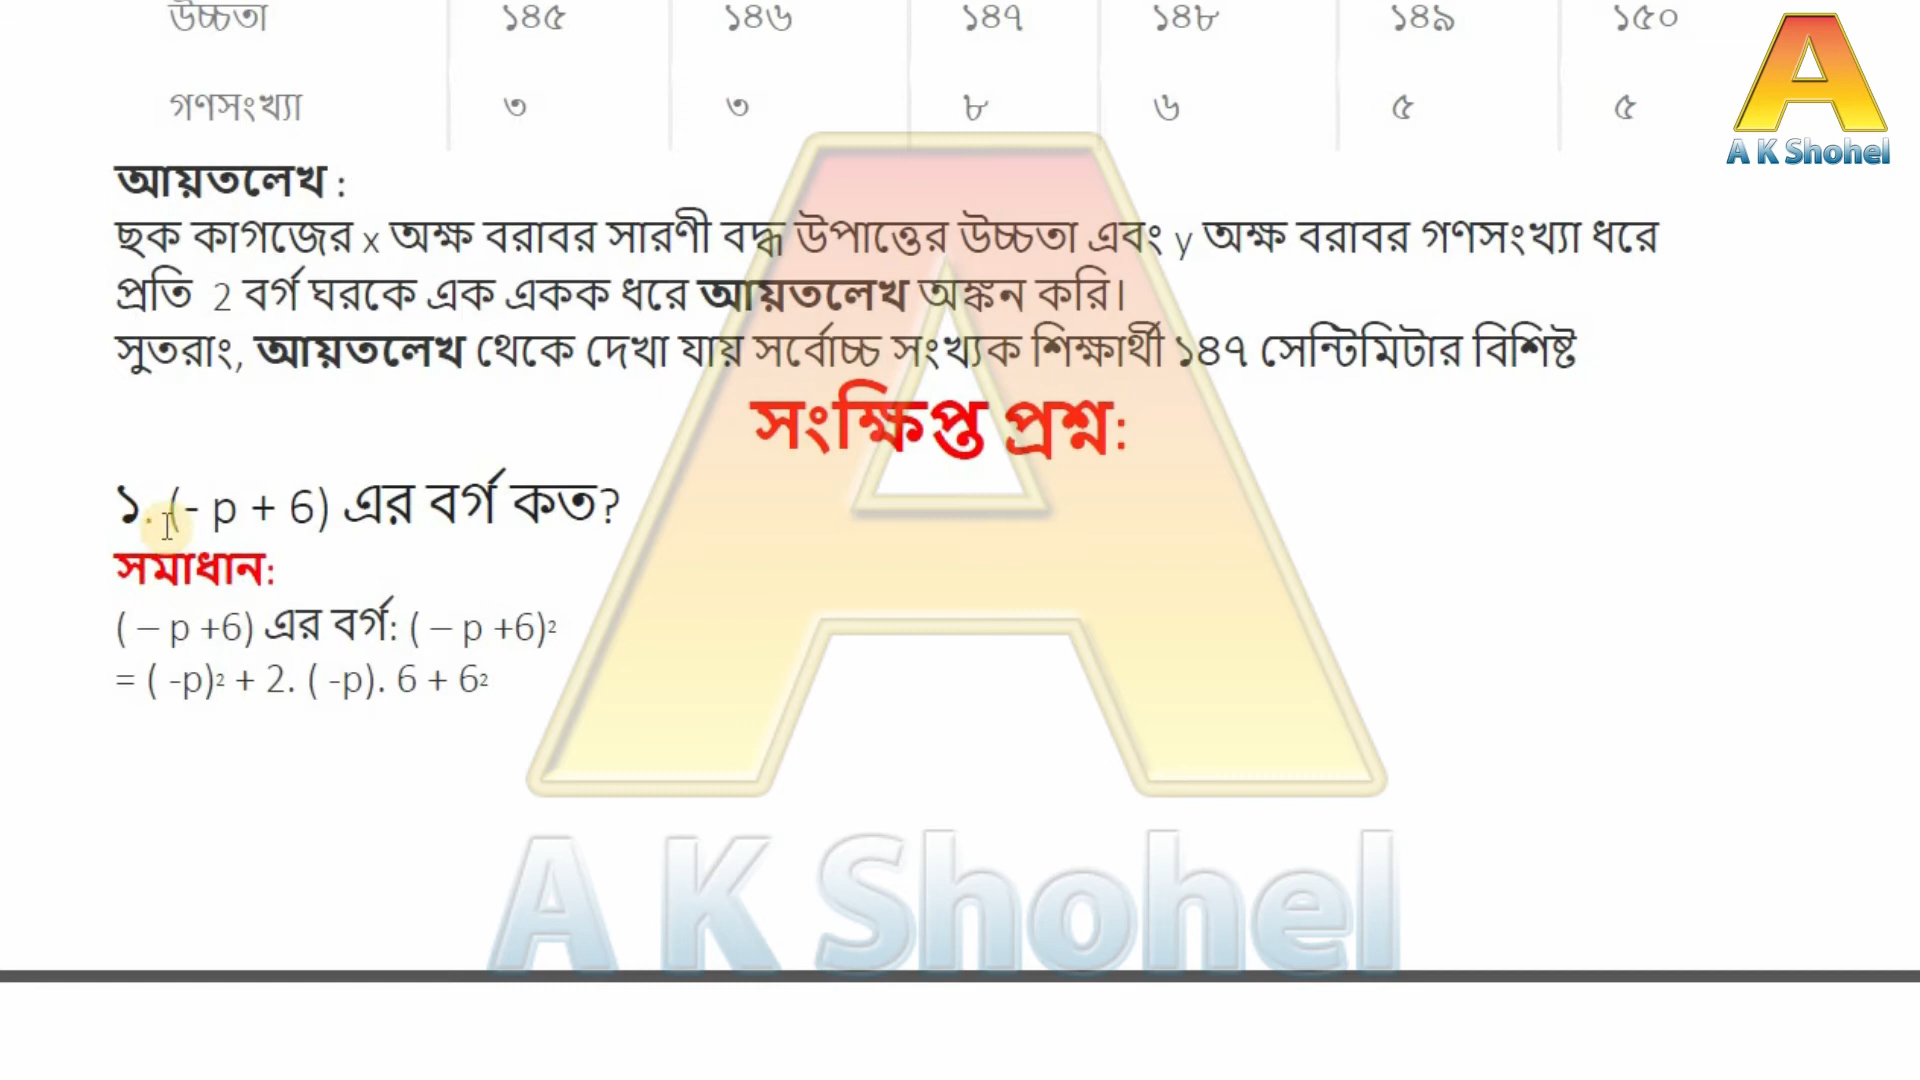 উচ্চতা ১৪৫ ১৪৬ ১৪৭ ১৪৮ ১৪৯ ১৫০
গণসংখ্যা ৩ ৩ ৮ ৬ ৫ ৫
A K Shohel
আয়তলেখ :
ছক কাগজের x অক্ষ বরাবর সারণী বদ্ধ উপাত্তের উচ্চতা এবং y অক্ষ বরাবর গণসংখ্যা ধরে
প্রতি 2 বর্গ ঘরকে এক একক ধরে আয়তলেখ অঙ্কন করি।
সুতরাং, আয়তলেখ থেকে দেখা যায় সর্বোচ্চ সংখ্যক শিক্ষার্থী ১৪৭ সেন্টিমিটার বিশিষ্ট
সংক্ষিপ্ত প্রশ্ন:
১. (- p + 6) এর বর্গ কত?
সমাধান:
( – p +6) এর বর্গ: ( – p +6)²
= ( -p)² + 2. ( -p). 6 + 6²
A K Shohel